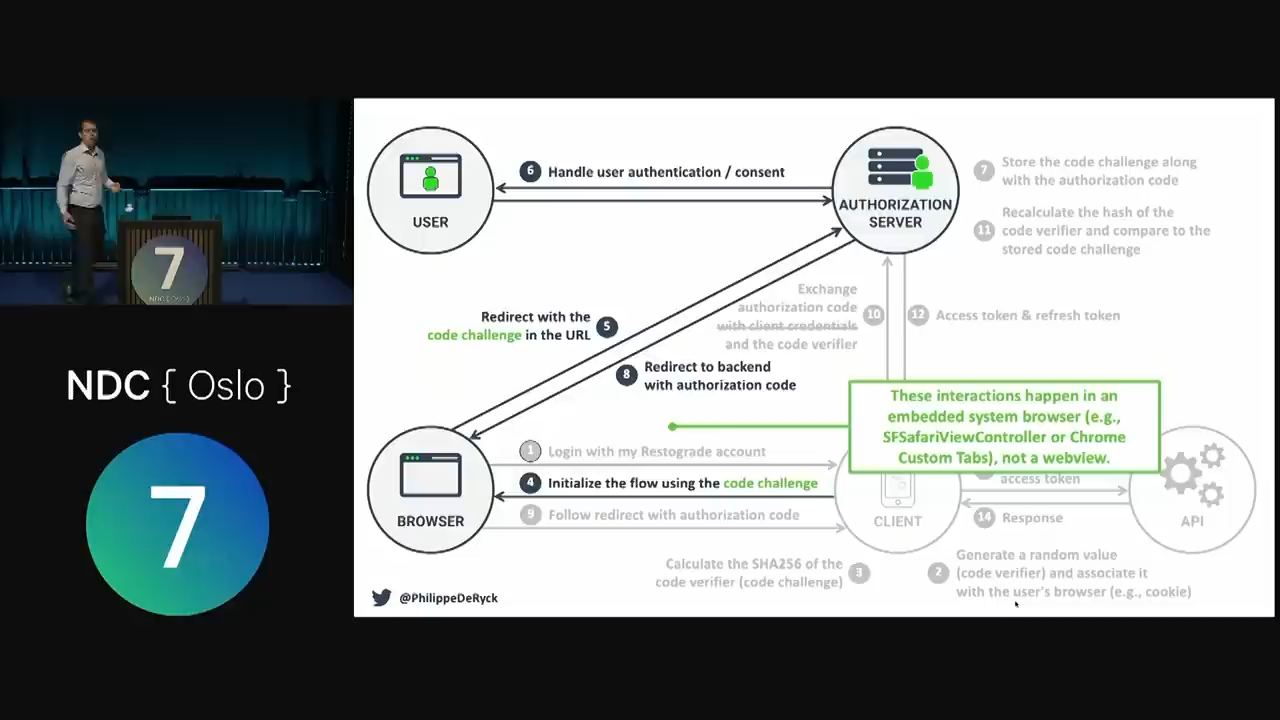 6 Handle user authentication / consent
USER
AUTHORIZATION
SERVER
7 Store the code challenge along
with the authorization code
11 Recalculate the hash of the
code verifier and compare to the
stored code challenge
Redirect with the
code challenge in the URL 5
8 Redirect to backend
with authorization code
Exchange
authorization code
with client credentials
and the code verifier
10
12 Access token & refresh token
These interactions happen in an
embedded system browser (e.g.,
SFSafariViewController or Chrome
Custom Tabs), not a webview.
1 Login with my Restograde account
4 Initialize the flow using the code challenge
9 Follow redirect with authorization code
BROWSER
CLIENT
access token
14 Response
API
Calculate the SHA256 of the
code verifier (code challenge) 3
2 Generate a random value
(code verifier) and associate it
with the user's browser (e.g., cookie)
@PhilippeDeRyck
7
NDC { Oslo }
NDC { Oslo }
7